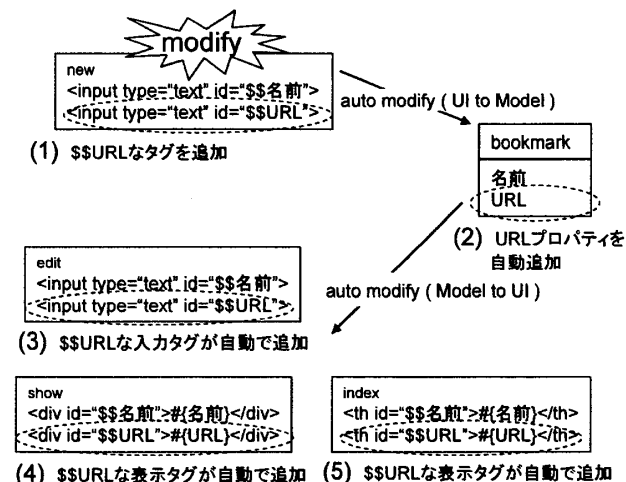 modify
new
<input type="text" id="$$名前">
<input type="text" id="$$URL">
(1) $$URLなタグを追加
auto modify ( UI to Model )
bookmark
名前
URL
(2) URLプロパティを
自動追加
edit
<input type="text" id="$$名前">
<input type="text" id="$$URL">
auto modify ( Model to UI )
(3) $$URLな入力タグが自動で追加
show
<div id="$$名前">#{名前}</div>
<div id="$$URL">#{URL}</div>
(4) $$URLな表示タグが自動で追加
index
<th id="$$名前">#{名前}</th>
<th id="$$URL">#{URL}</th>
(5) $$URLな表示タグが自動で追加